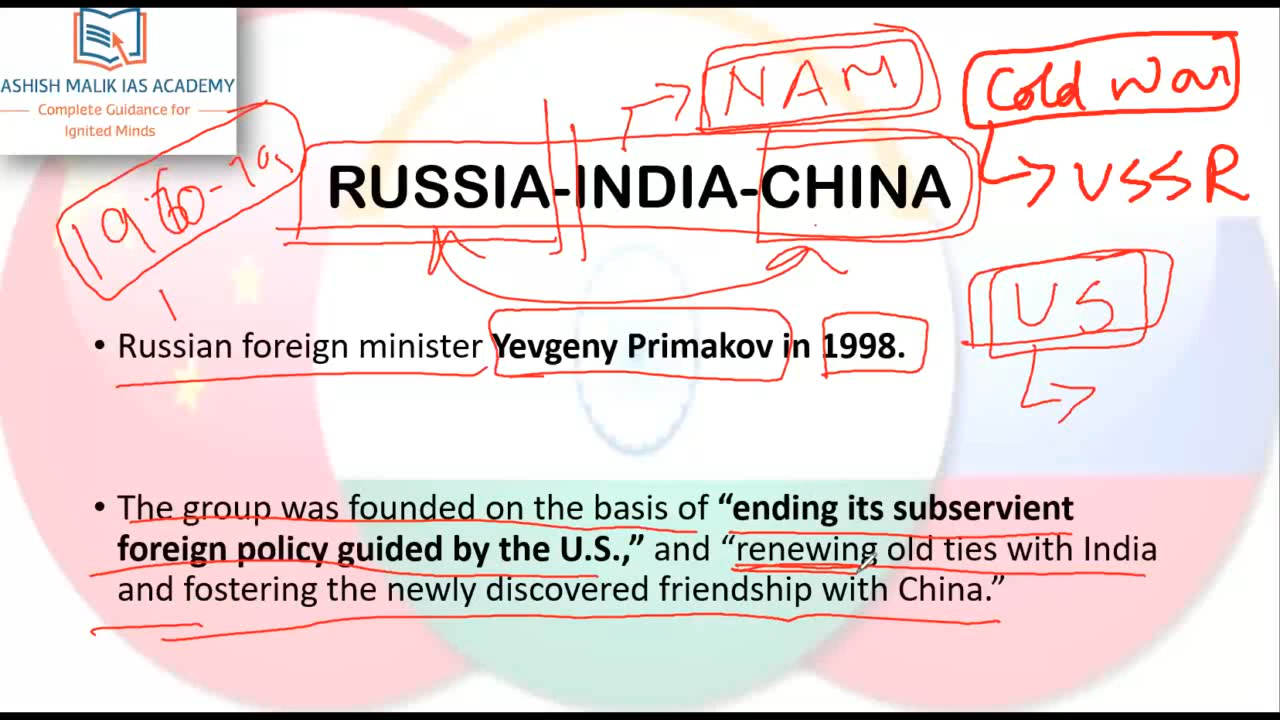 ASHISH MALIK IAS ACADEMY
Complete Guidance for
Ignited Minds
NAM
Cold War
USSR
RUSSIA-INDIA-CHINA
US
• Russian foreign minister Yevgeny Primakov in 1998.
• The group was founded on the basis of “ending its subservient
foreign policy guided by the U.S.,” and “renewing old ties with India
and fostering the newly discovered friendship with China.”